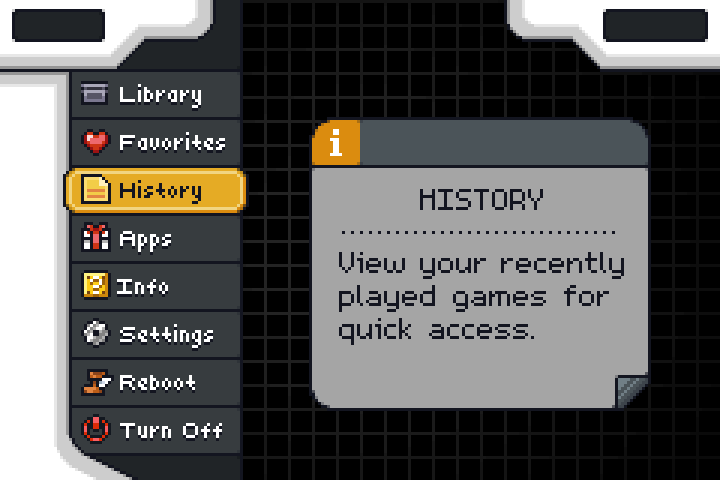 Library
Favorites
History
Apps
Info
Settings
Reboot
Turn Off
i
HISTORY
View your recently
played games for
quick access.